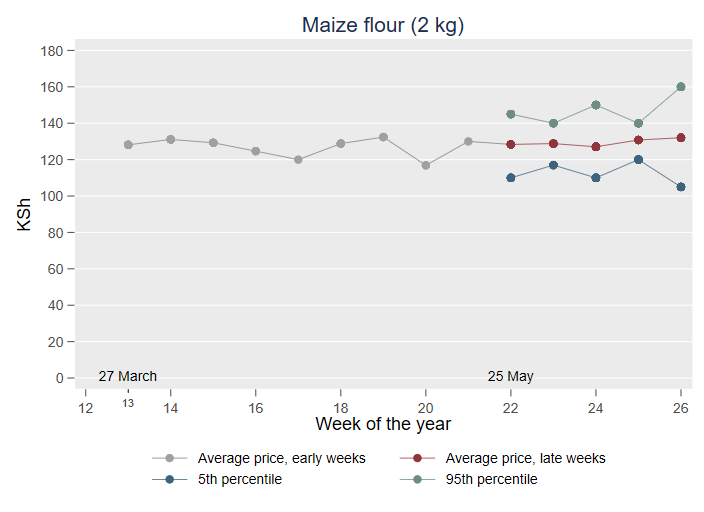 Maize flour (2 kg)
180
160
140
120
100
80
60
40
20
0
KSh
27 March
25 May
12
13
14
16
18
20
22
24
26
Week of the year
Average price, early weeks
Average price, late weeks
5th percentile
95th percentile